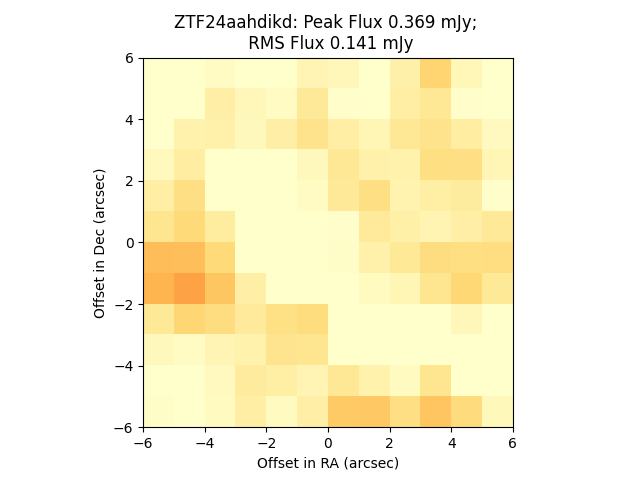 ZTF24aahdikd: Peak Flux 0.369 mJy;
RMS Flux 0.141 mJy
6
4
2
0
−2
−4
−6
Offset in Dec (arcsec)
−6 −4 −2 0 2 4 6
Offset in RA (arcsec)